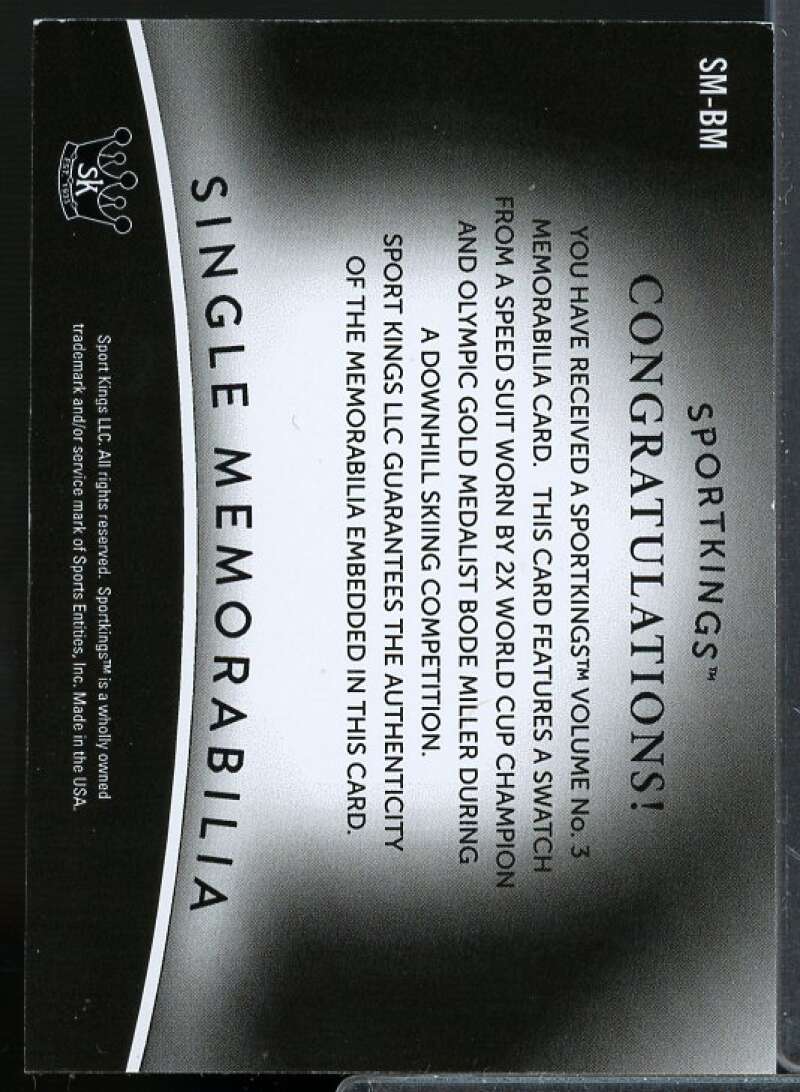 SM-BM
SPORTKINGS™
CONGRATULATIONS!
YOU HAVE RECEIVED A SPORTKINGS™ VOLUME No. 3
MEMORABILIA CARD. THIS CARD FEATURES A SWATCH
FROM A SPEED SUIT WORN BY 2X WORLD CUP CHAMPION
AND OLYMPIC GOLD MEDALIST BODE MILLER DURING
A DOWNHILL SKIING COMPETITION.
SPORT KINGS LLC GUARANTEES THE AUTHENTICITY
OF THE MEMORABILIA EMBEDDED IN THIS CARD.
SINGLE MEMORABILIA
SK
EST. 1933
Sport Kings LLC. All rights reserved. Sportkings™ is a wholly owned
trademark and/or service mark of Sports Entities, Inc. Made in the USA.